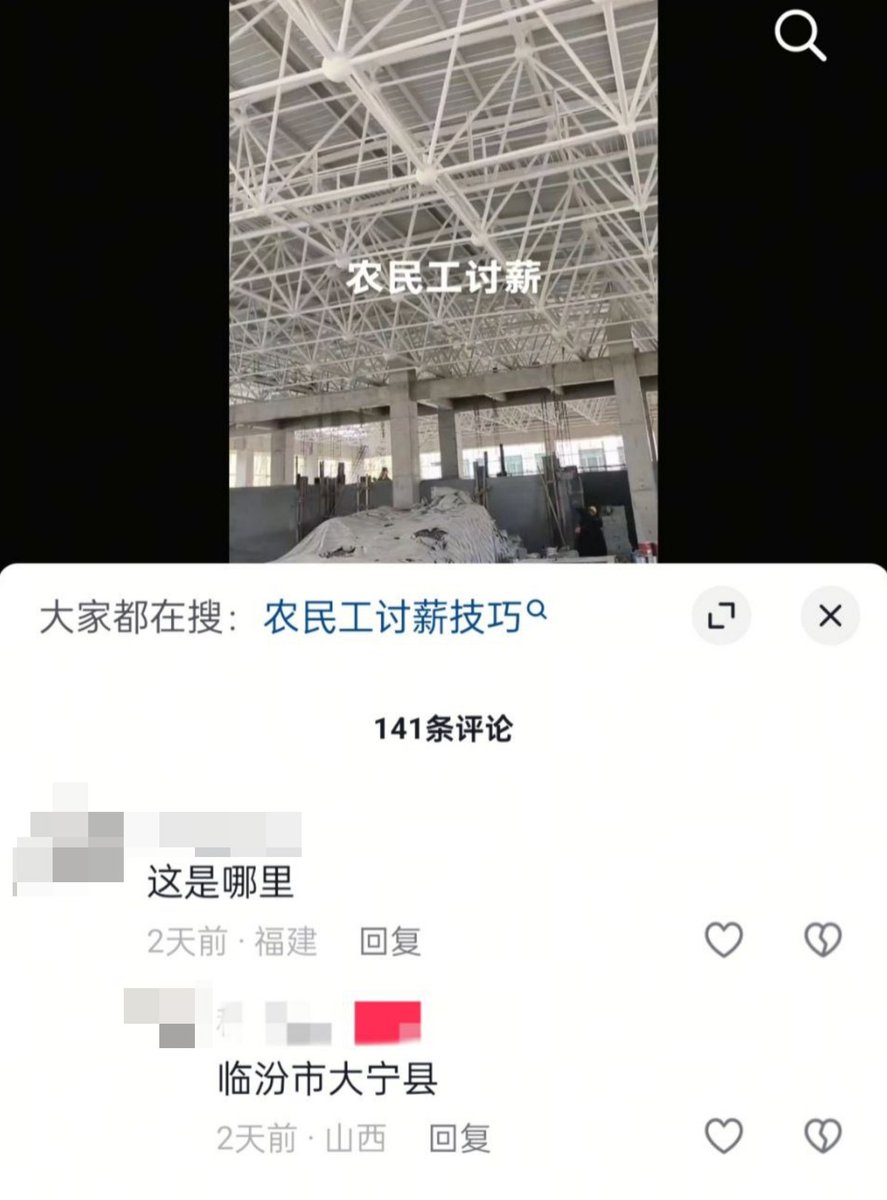 农民工讨薪
大家都在搜：农民工讨薪技巧
141条评论
这是哪里
2天前 · 福建 回复
临汾市大宁县
2天前 · 山西 回复